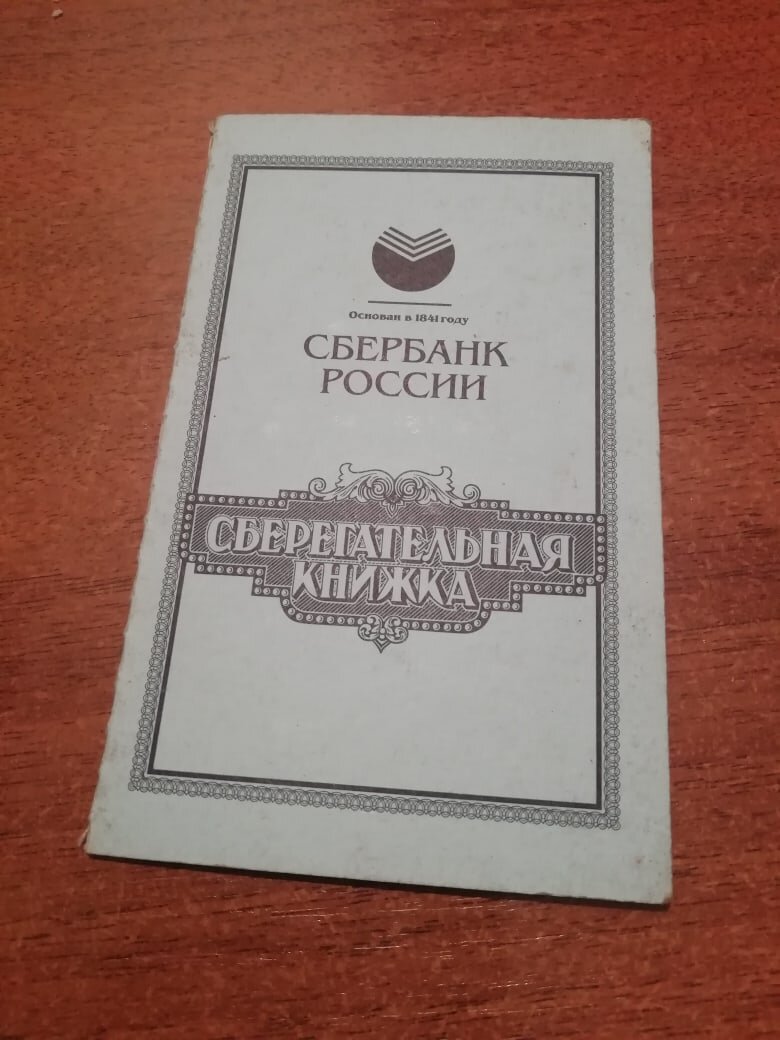 Основан в 1841 году
СБЕРБАНК
РОССИИ
СБЕРЕГАТЕЛЬНАЯ
КНИЖКА